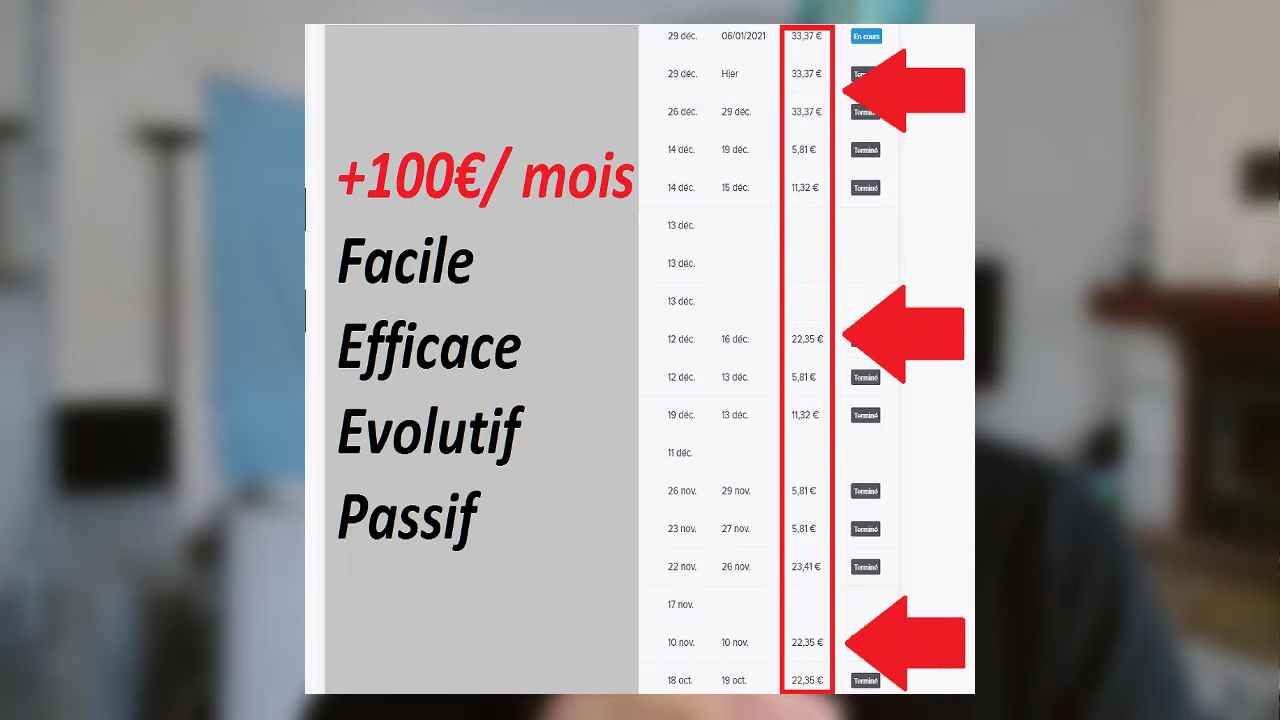 +100€/ mois
Facile
Efficace
Evolutif
Passif
29 déc. 06/01/2021 33,37 € En cours
29 déc. Hier 33,37 €
26 déc. 29 déc. 33,37 € Terminé
14 déc. 19 déc. 5,81 € Terminé
14 déc. 15 déc. 11,32 € Terminé
13 déc.
13 déc.
13 déc.
12 déc. 16 déc. 22,35 €
12 déc. 13 déc. 5,81 € Terminé
19 déc. 13 déc. 11,32 € Terminé
11 déc.
26 nov. 29 nov. 5,81 € Terminé
23 nov. 27 nov. 5,81 € Terminé
22 nov. 26 nov. 23,41 € Terminé
17 nov.
10 nov. 10 nov. 22,35 €
18 oct. 19 oct. 22,35 € Terminé